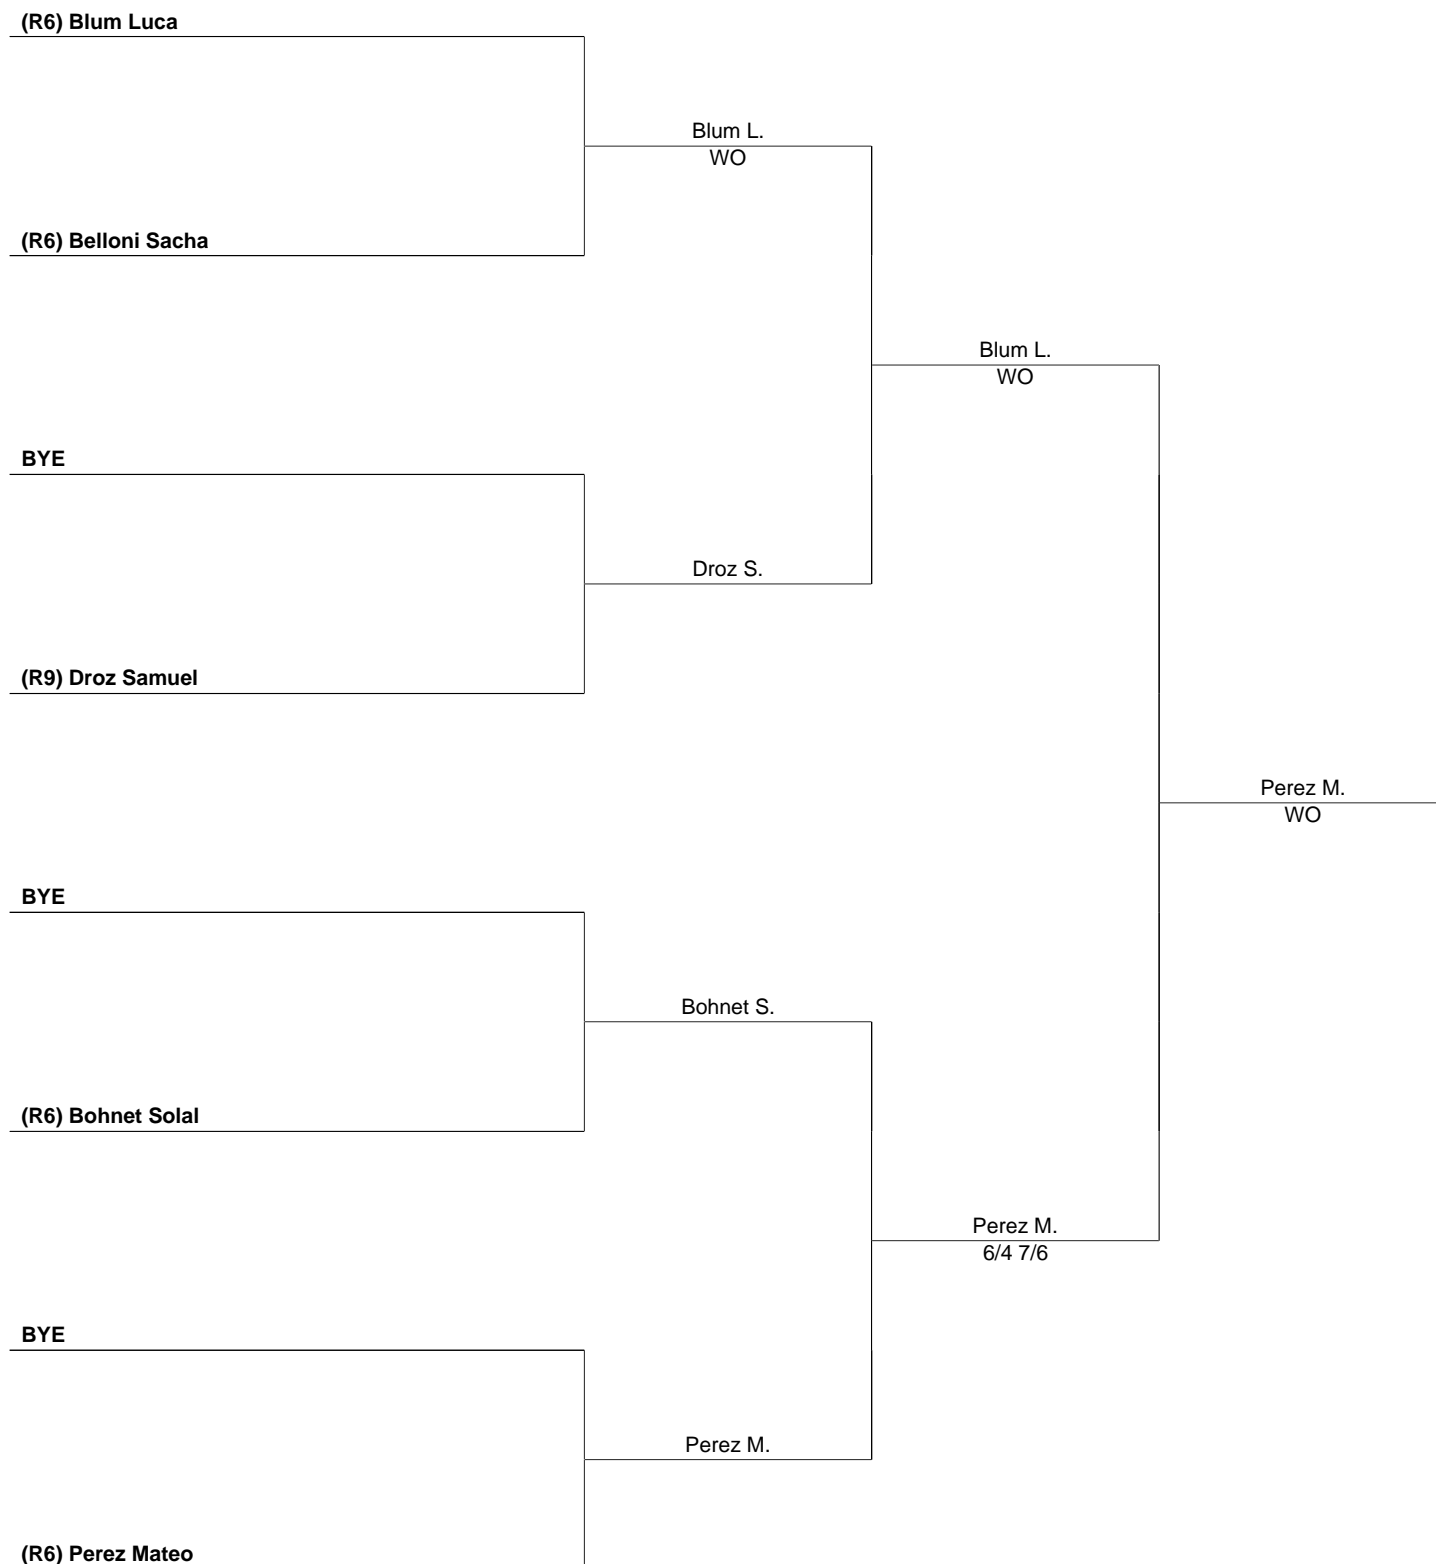 (R6) Blum Luca
Blum L.
WO
(R6) Belloni Sacha
Blum L.
WO
BYE
Droz S.
(R9) Droz Samuel
Perez M.
WO
BYE
Bohnet S.
(R6) Bohnet Solal
Perez M.
6/4 7/6
BYE
Perez M.
(R6) Perez Mateo